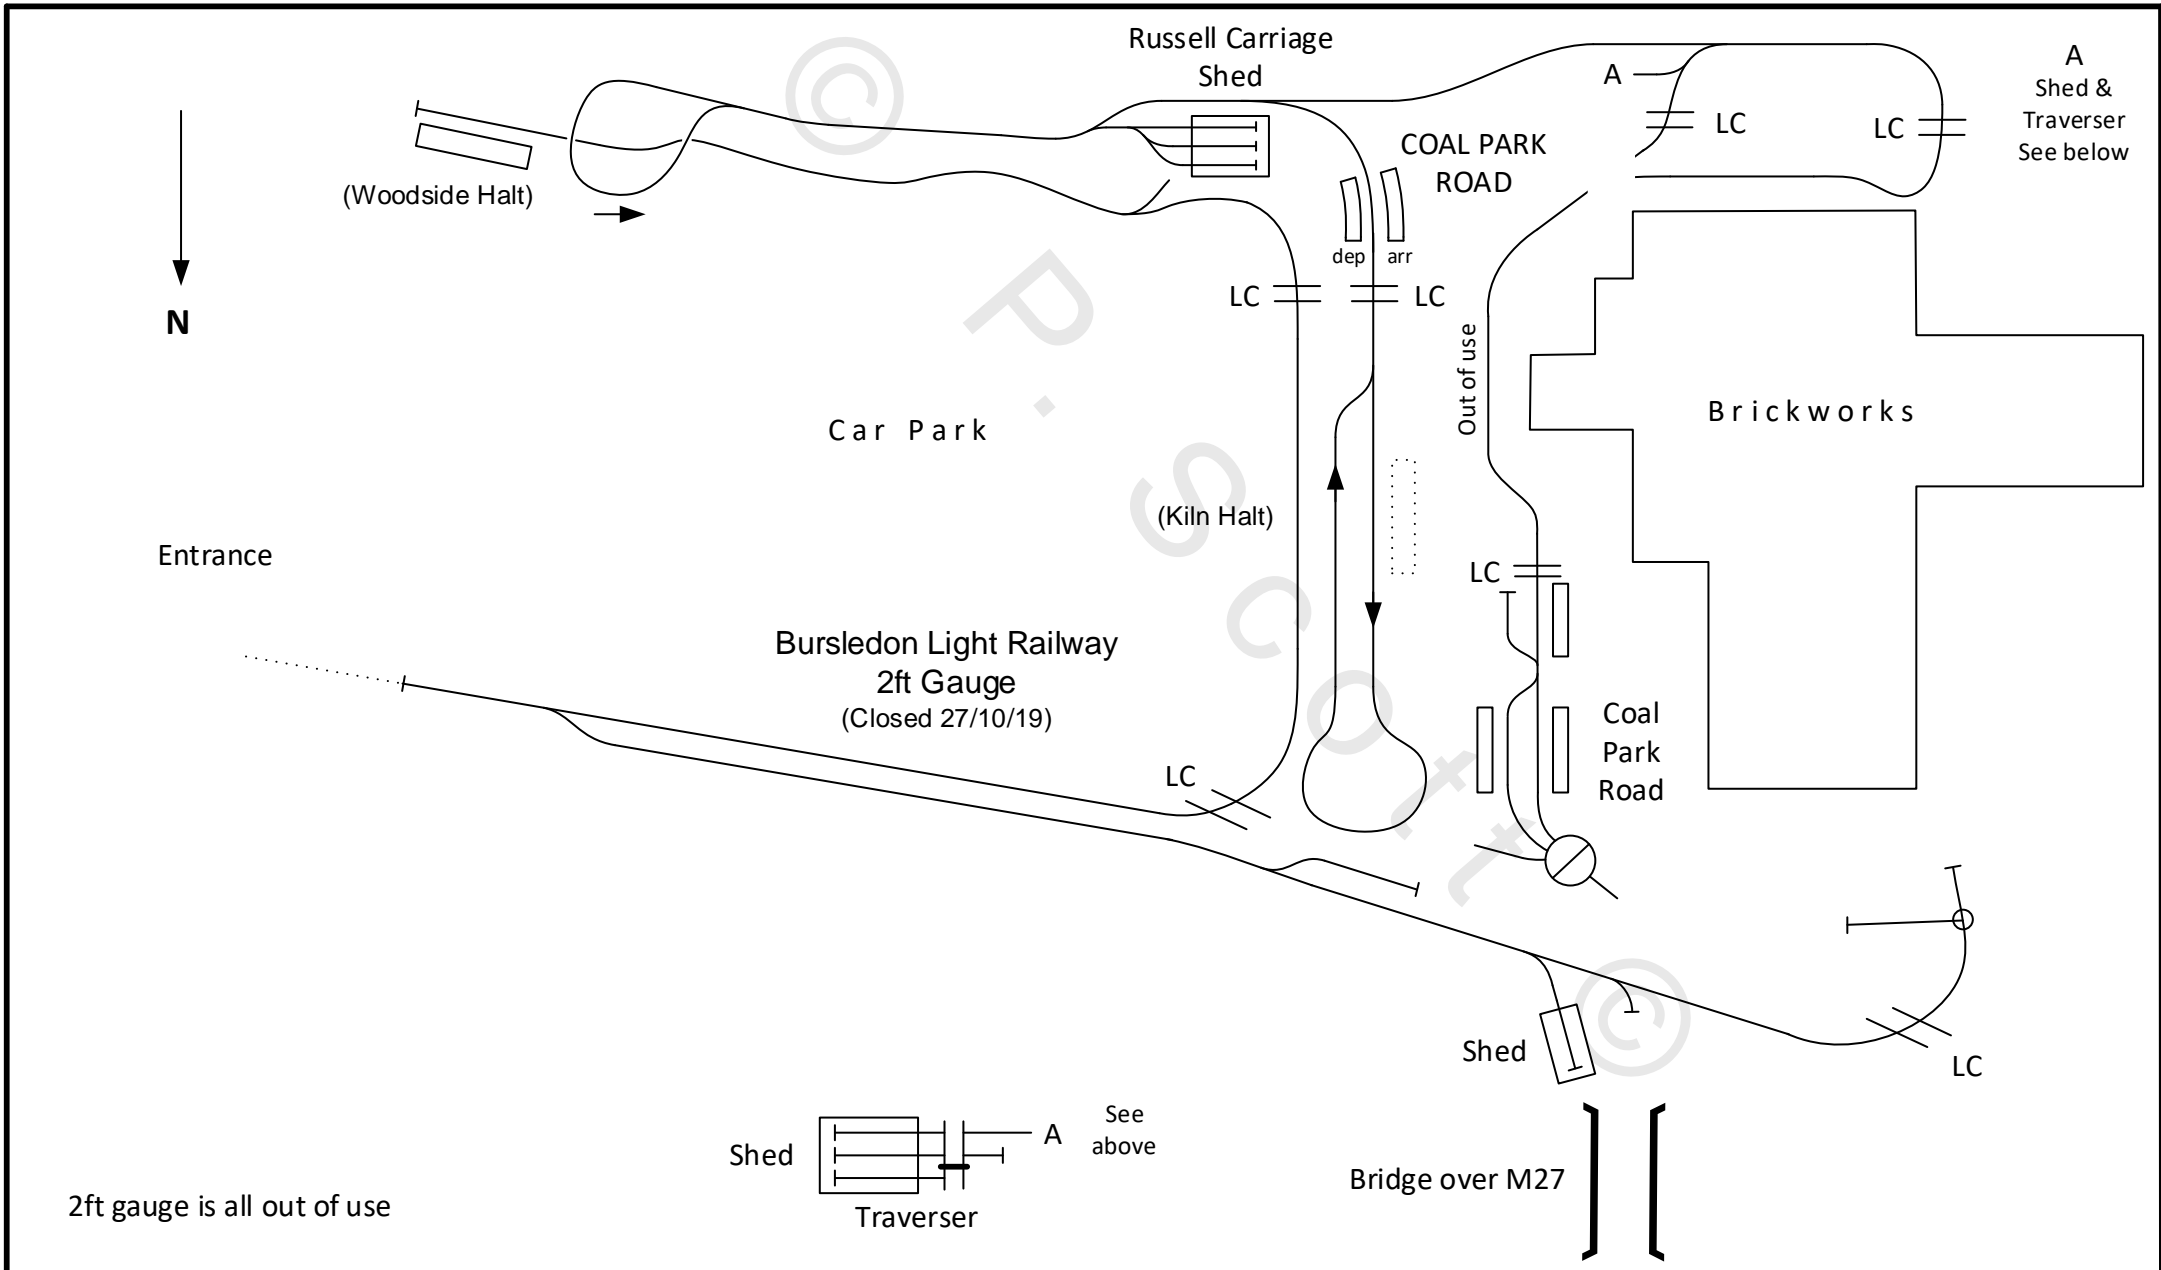 Russell Carriage
Shed
A
A
Shed &
Traverser
See below
LC
LC
COAL PARK
ROAD
(Woodside Halt)
dep
arr
LC
LC
N
Out of use
Car Park
Brickworks
(Kiln Halt)
Entrance
LC
Bursledon Light Railway
2ft Gauge
(Closed 27/10/19)
Coal
Park
Road
LC
Shed
LC
See
above
A
Shed
Traverser
Bridge over M27
2ft gauge is all out of use
© P. Scott ©